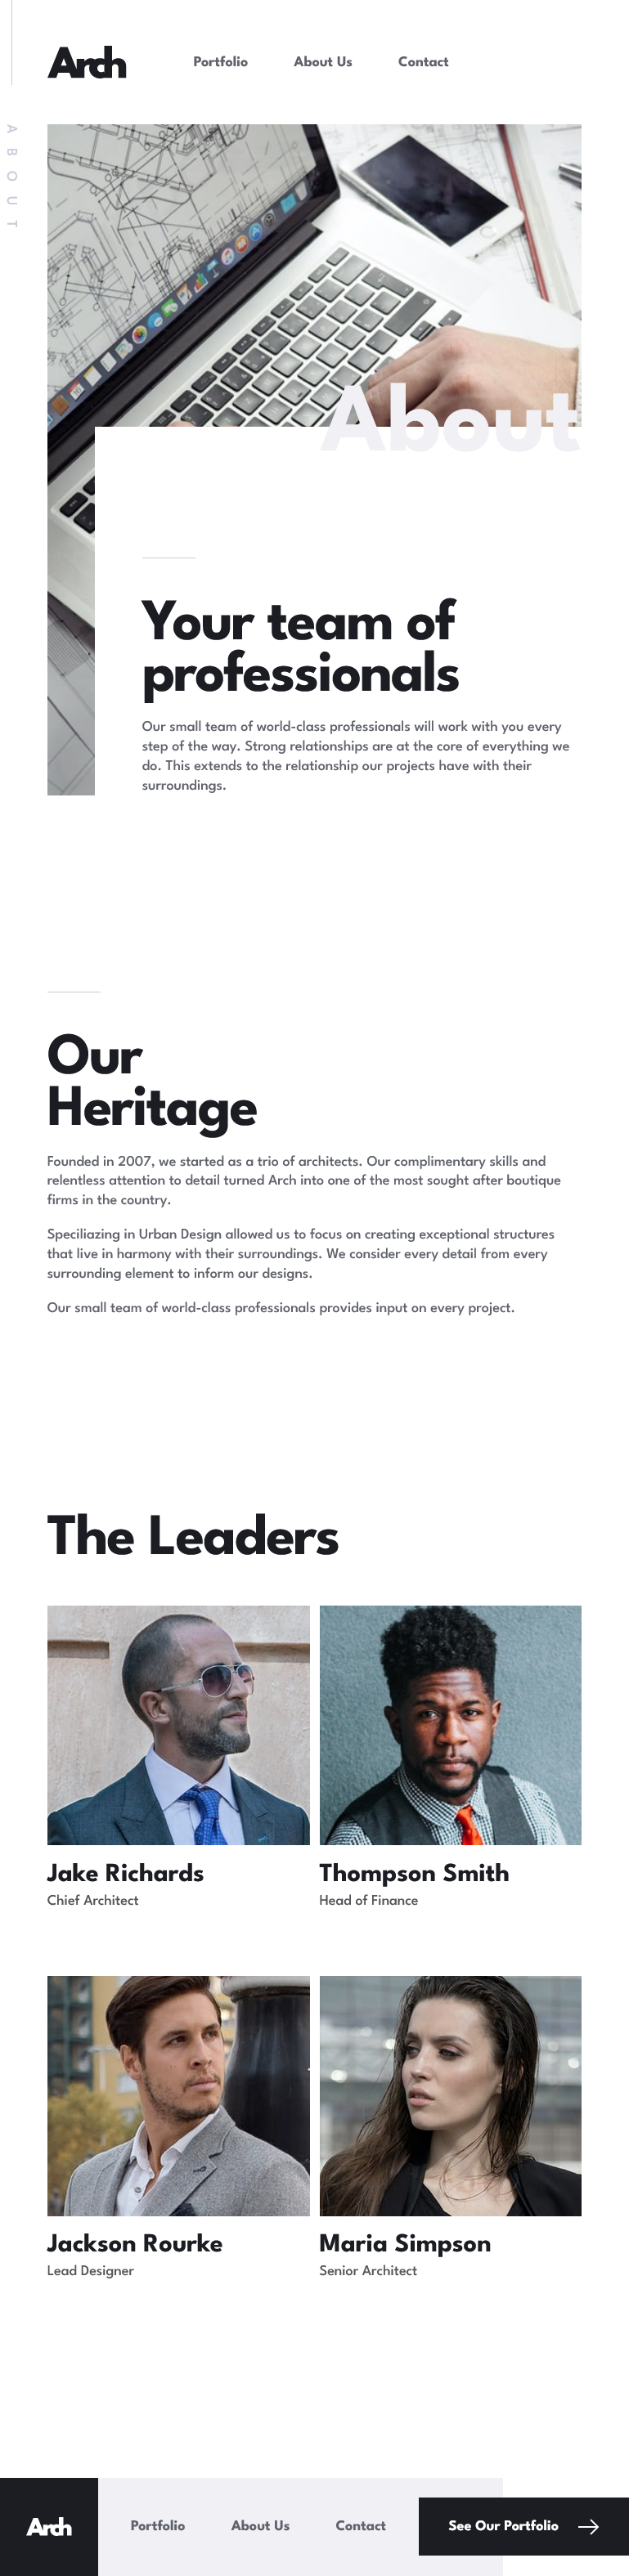 Arch
Portfolio
About Us
Contact
ABOUT
About
Your team of
professionals
Our small team of world-class professionals will work with you every
step of the way. Strong relationships are at the core of everything we
do. This extends to the relationship our projects have with their
surroundings.
Our
Heritage
Founded in 2007, we started as a trio of architects. Our complimentary skills and
relentless attention to detail turned Arch into one of the most sought after boutique
firms in the country.
Speciliazing in Urban Design allowed us to focus on creating exceptional structures
that live in harmony with their surroundings. We consider every detail from every
surrounding element to inform our designs.
Our small team of world-class professionals provides input on every project.
The Leaders
Jake Richards
Chief Architect
Thompson Smith
Head of Finance
Jackson Rourke
Lead Designer
Maria Simpson
Senior Architect
Arch
Portfolio
About Us
Contact
See Our Portfolio